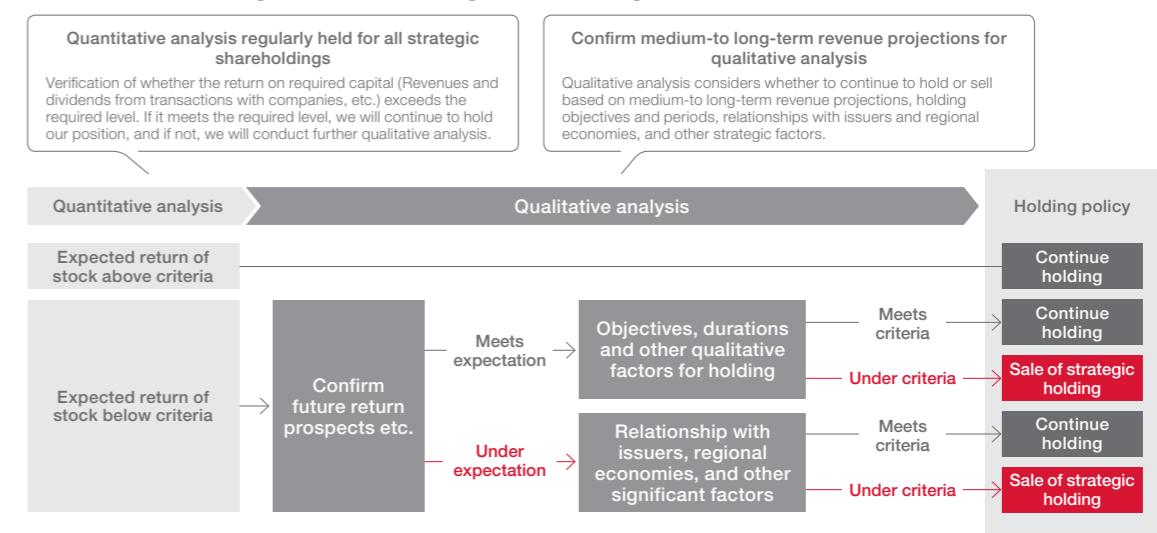 Quantitative analysis regularly held for all strategic
shareholdings
Verification of whether the return on required capital (Revenues and
dividends from transactions with companies, etc.) exceeds the
required level. If it meets the required level, we will continue to hold
our position, and if not, we will conduct further qualitative analysis.
Confirm medium-to long-term revenue projections for
qualitative analysis
Qualitative analysis considers whether to continue to hold or sell
based on medium-to long-term revenue projections, holding
objectives and periods, relationships with issuers and regional
economies, and other strategic factors.
Quantitative analysis
Qualitative analysis
Holding policy
Expected return of
stock above criteria
Continue
holding
Expected return of
stock below criteria
Confirm
future return
prospects etc.
Meets
expectation
Objectives, durations
and other qualitative
factors for holding
Meets
criteria
Continue
holding
Under criteria
Sale of strategic
holding
Under
expectation
Relationship with
issuers, regional
economies, and other
significant factors
Meets
criteria
Continue
holding
Under criteria
Sale of strategic
holding